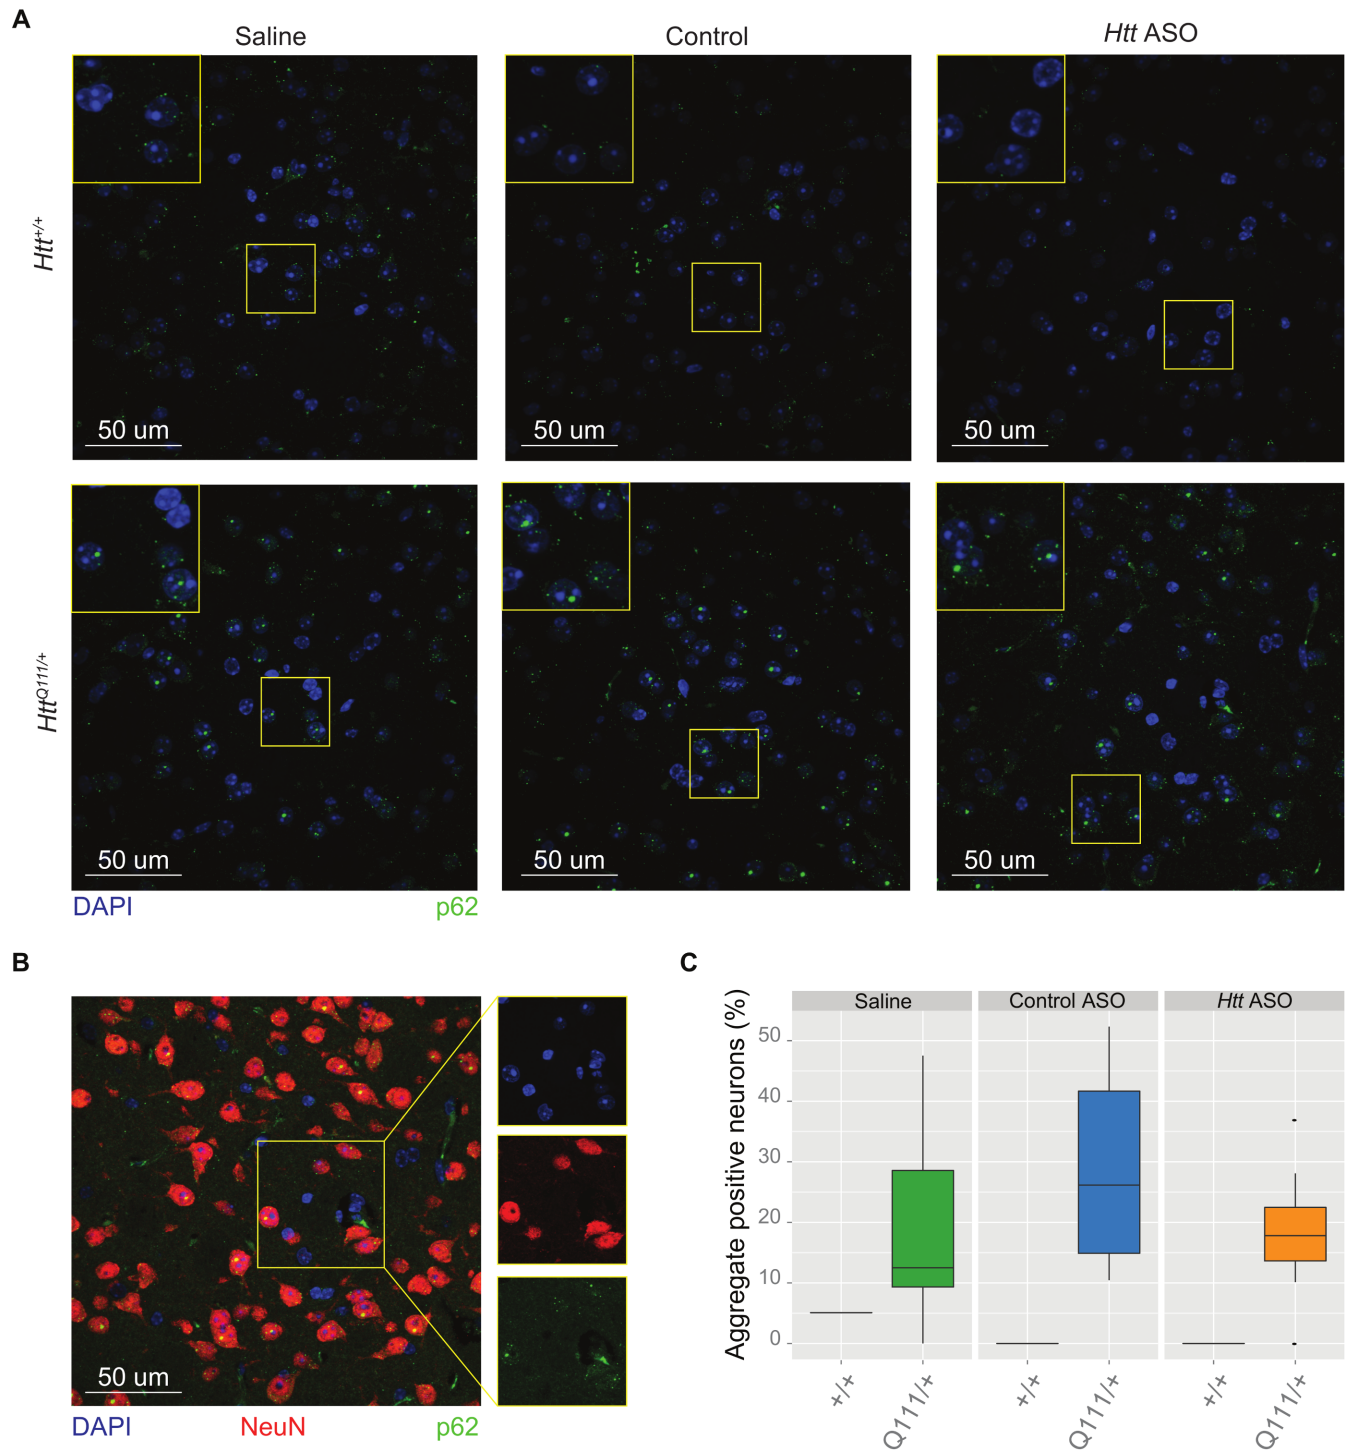 A
Saline
Control
Htt ASO
Htt+/+
50 um
50 um
50 um
HttQ111/+
50 um
50 um
50 um
DAPI
p62
B
50 um
DAPI
NeuN
p62
C
Aggregate positive neurons (%)
Saline
Control ASO
Htt ASO
50
40
30
20
10
0
+/+
Q111/+
+/+
Q111/+
+/+
Q111/+